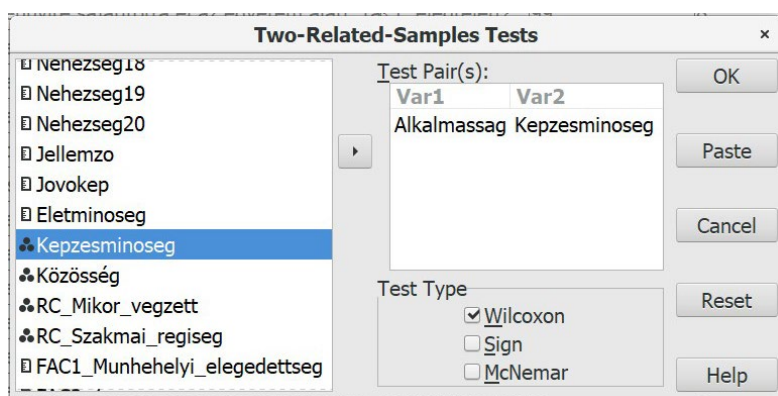 Two-Related-Samples Tests
Nehezseg18
Nehezseg19
Nehezseg20
Jellemzo
Jovokep
Eletminoseg
Kepzesminoseg
Közösség
RC_Mikor_vegzett
RC_Szakmai_regiseg
FAC1_Munhehelyi_elegedettseg
Test Pair(s):
Var1 Var2
Alkalmassag Kepzesminoseg
Test Type
Wilcoxon
Sign
McNemar
OK
Paste
Cancel
Reset
Help